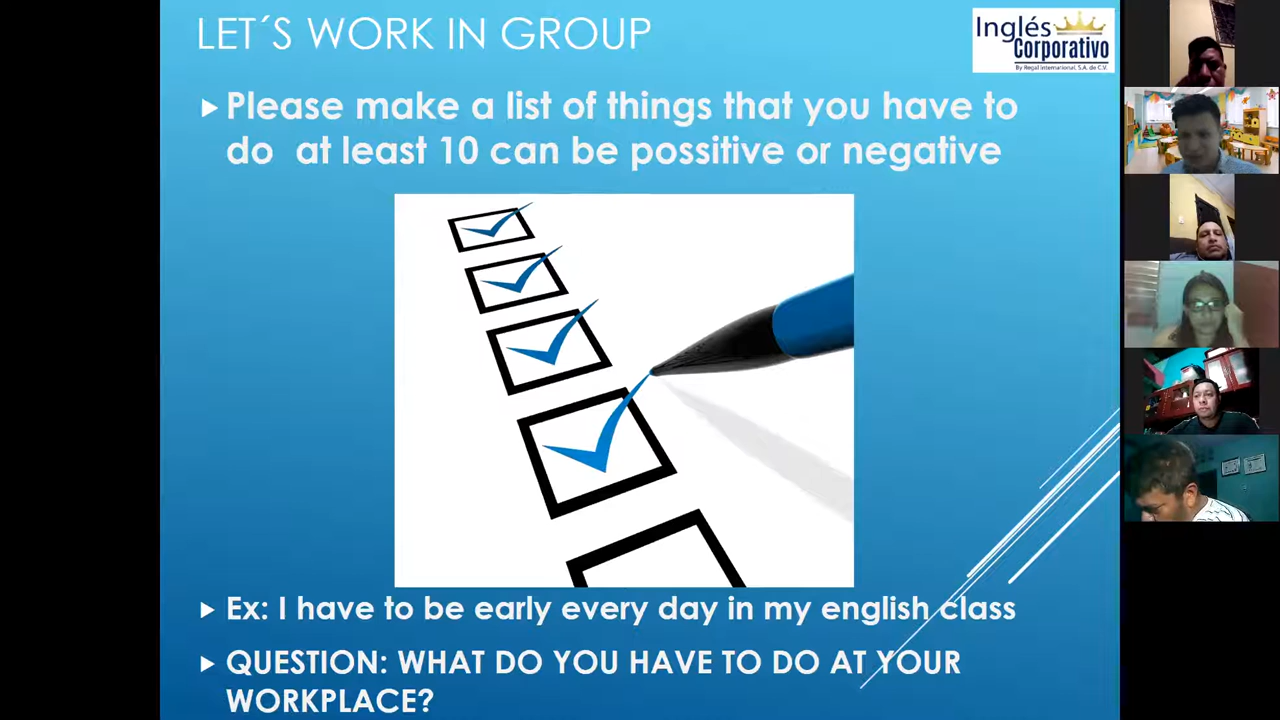 LET´S WORK IN GROUP
Inglés
Corporativo
By Regal International, S.A. de C.V.
Please make a list of things that you have to
do at least 10 can be possitive or negative
Ex: I have to be early every day in my english class
QUESTION: WHAT DO YOU HAVE TO DO AT YOUR
WORKPLACE?